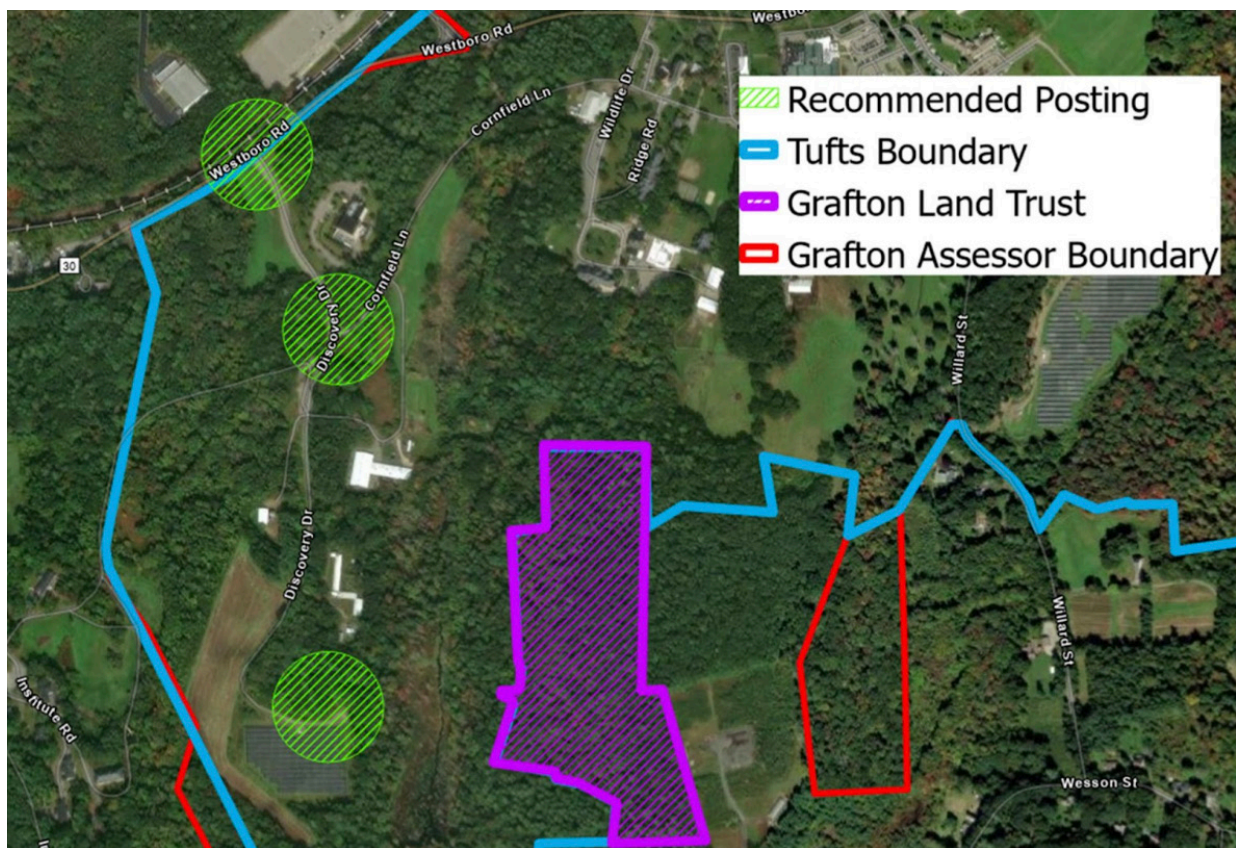 Westbo
Westboro Rd
Recommended Posting
Tufts Boundary
Grafton Land Trust
Grafton Assessor Boundary
Cornfield Ln
Wildlife Dr
Ridge Rd
Westboro Rd
30
Cornfield Ln
Discovery Dr
Willard St
Discovery Dr
Willard St
Institute Rd
Wesson St